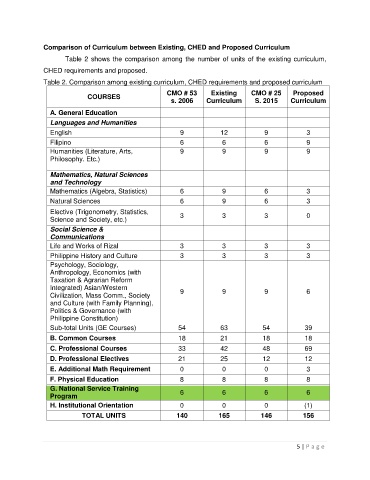 Comparison of Curriculum between Existing, CHED and Proposed Curriculum
Table 2 shows the comparison among the number of units of the existing curriculum,
CHED requirements and proposed.
Table 2. Comparison among existing curriculum, CHED requirements and proposed curriculum
COURSES CMO # 53 s. 2006 Existing Curriculum CMO # 25 S. 2015 Proposed Curriculum
A. General Education
Languages and Humanities
English 9 12 9 3
Filipino 6 6 6 9
Humanities (Literature, Arts, 9 9 9 9
Philosophy. Etc.)
Mathematics, Natural Sciences
and Technology
Mathematics (Algebra, Statistics) 6 9 6 3
Natural Sciences 6 9 6 3
Elective (Trigonometry, Statistics,
Science and Society, etc.) 3 3 3 0
Social Science &
Communications
Life and Works of Rizal 3 3 3 3
Philippine History and Culture 3 3 3 3
Psychology, Sociology,
Anthropology, Economics (with
Taxation & Agrarian Reform
Integrated) Asian/Western
Civilization, Mass Comm., Society 9 9 9 6
and Culture (with Family Planning),
Politics & Governance (with
Philippine Constitution)
Sub-total Units (GE Courses) 54 63 54 39
B. Common Courses 18 21 18 18
C. Professional Courses 33 42 48 69
D. Professional Electives 21 25 12 12
E. Additional Math Requirement 0 0 0 3
F. Physical Education 8 8 8 8
G. National Service Training
Program 6 6 6 6
H. Institutional Orientation 0 0 0 (1)
TOTAL UNITS 140 165 146 156
5 | P a g e